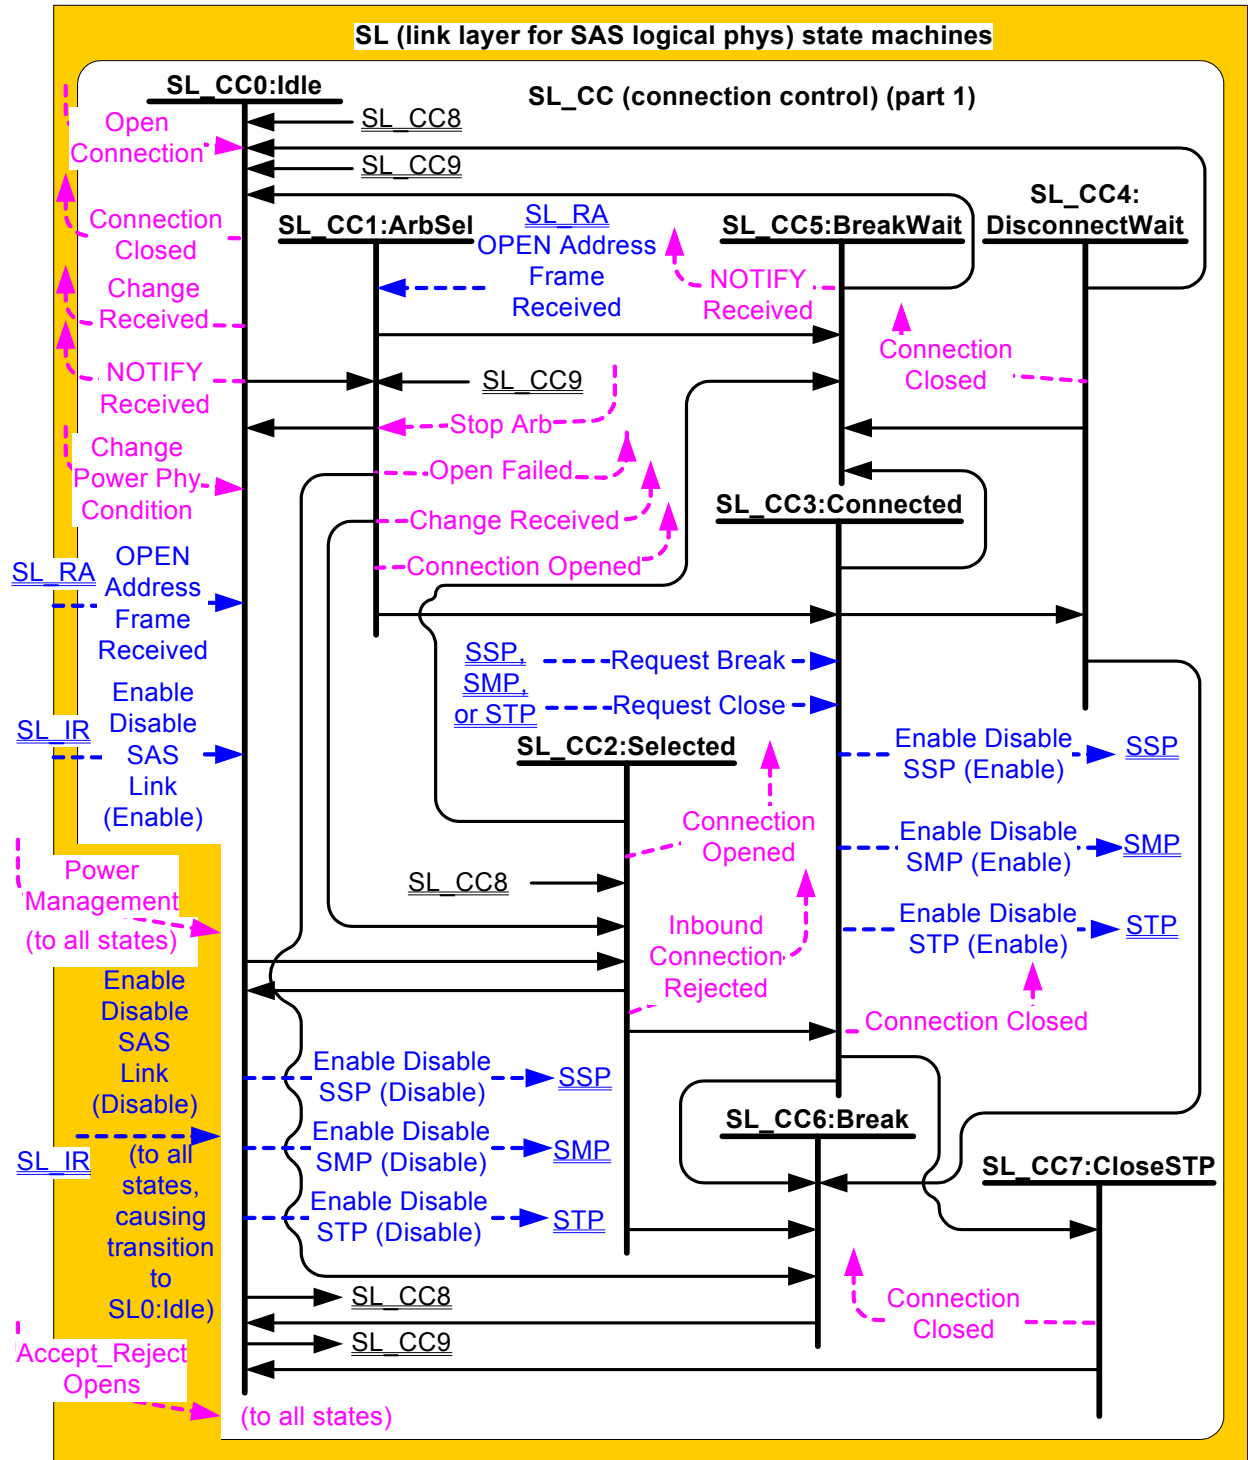 SL (link layer for SAS logical phys) state machines
SL_CC0:Idle
SL_CC (connection control) (part 1)
SL_CC8
Open
Connection
SL_CC9
SL_CC4:
DisconnectWait
Connection
Closed
SL_CC1:ArbSel
SL_RA
OPEN Address
Frame
Received
SL_CC5:BreakWait
NOTIFY
Received
Change
Received
Connection
Closed
NOTIFY
Received
SL_CC9
Stop Arb
Change
Power Phy
Condition
Open Failed
SL_CC3:Connected
Change Received
Connection Opened
SL_RA
OPEN
Address
Frame
Received
SSP,
SMP,
or STP
Request Break
Request Close
Enable
Disable
SAS
Link
(Enable)
SL_IR
SL_CC2:Selected
Enable Disable
SSP (Enable)
SSP
Connection
Opened
Enable Disable
SMP (Enable)
SMP
Power
Management
(to all states)
SL_CC8
Inbound
Connection
Rejected
Enable Disable
STP (Enable)
STP
Connection Closed
Enable
Disable
SAS
Link
(Disable)
SL_IR
(to all
states,
causing
transition
to
SL0:Idle)
Enable Disable
SSP (Disable)
SSP
Enable Disable
SMP (Disable)
SMP
Enable Disable
STP (Disable)
STP
SL_CC6:Break
SL_CC7:CloseSTP
SL_CC8
Connection
Closed
SL_CC9
Accept_Reject
Opens
(to all states)